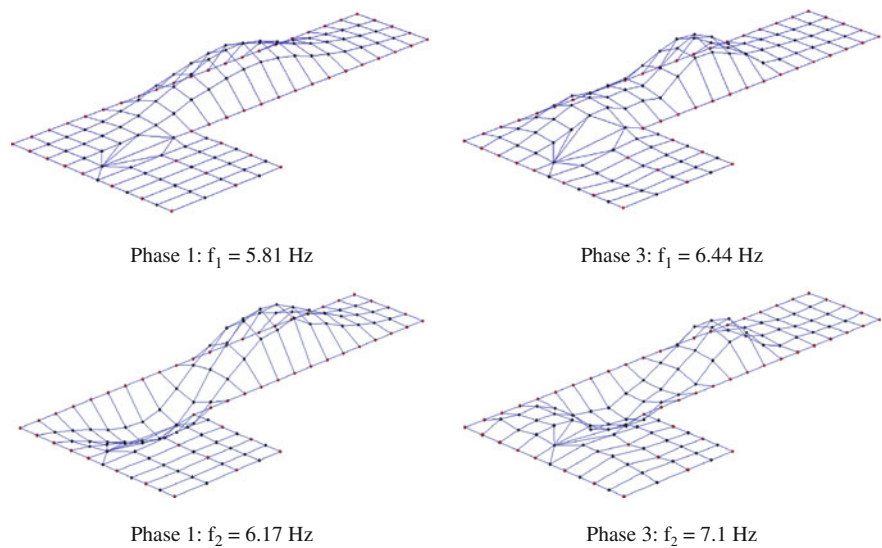 Phase 1: f₁ = 5.81 Hz
Phase 3: f₁ = 6.44 Hz
Phase 1: f₂ = 6.17 Hz
Phase 3: f₂ = 7.1 Hz